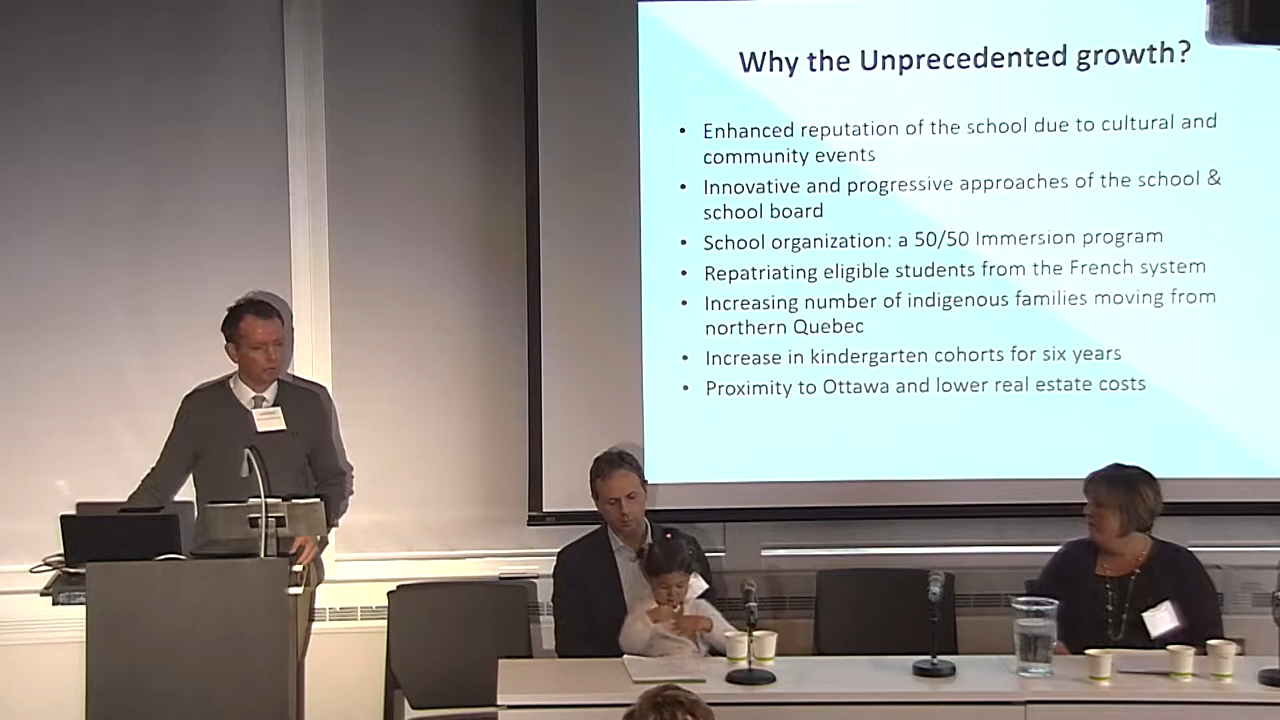 Why the Unprecedented growth?
• Enhanced reputation of the school due to cultural and
community events
• Innovative and progressive approaches of the school &
school board
• School organization: a 50/50 Immersion program
• Repatriating eligible students from the French system
• Increasing number of indigenous families moving from
northern Quebec
• Increase in kindergarten cohorts for six years
• Proximity to Ottawa and lower real estate costs